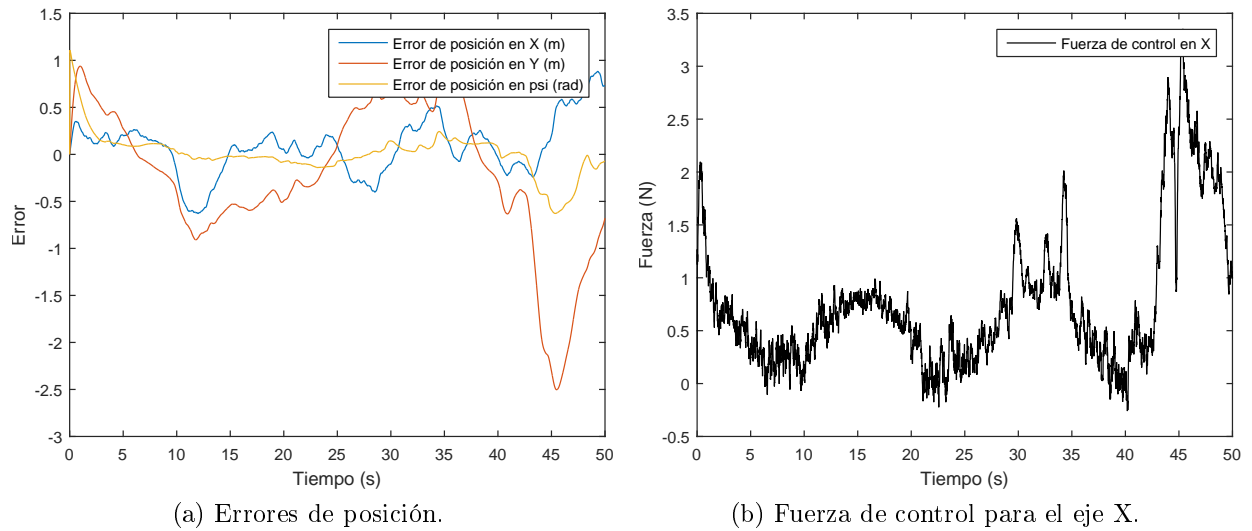 1.5
1
0.5
0
-0.5
-1
-1.5
-2
-2.5
-3
Error
0 5 10 15 20 25 30 35 40 45 50
Tiempo (s)
Error de posición en X (m)
Error de posición en Y (m)
Error de posición en psi (rad)
(a) Errores de posición.
3.5
3
2.5
2
1.5
1
0.5
0
-0.5
Fuerza (N)
0 5 10 15 20 25 30 35 40 45 50
Tiempo (s)
Fuerza de control en X
(b) Fuerza de control para el eje X.